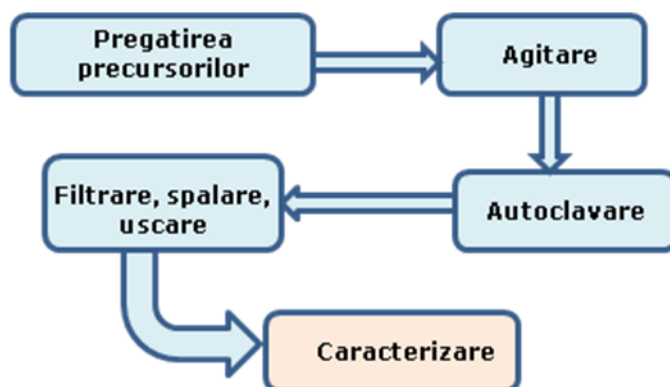 Pregatirea
precursorilor
Agitare
Autoclavare
Filtrare, spalare,
uscare
Caracterizare